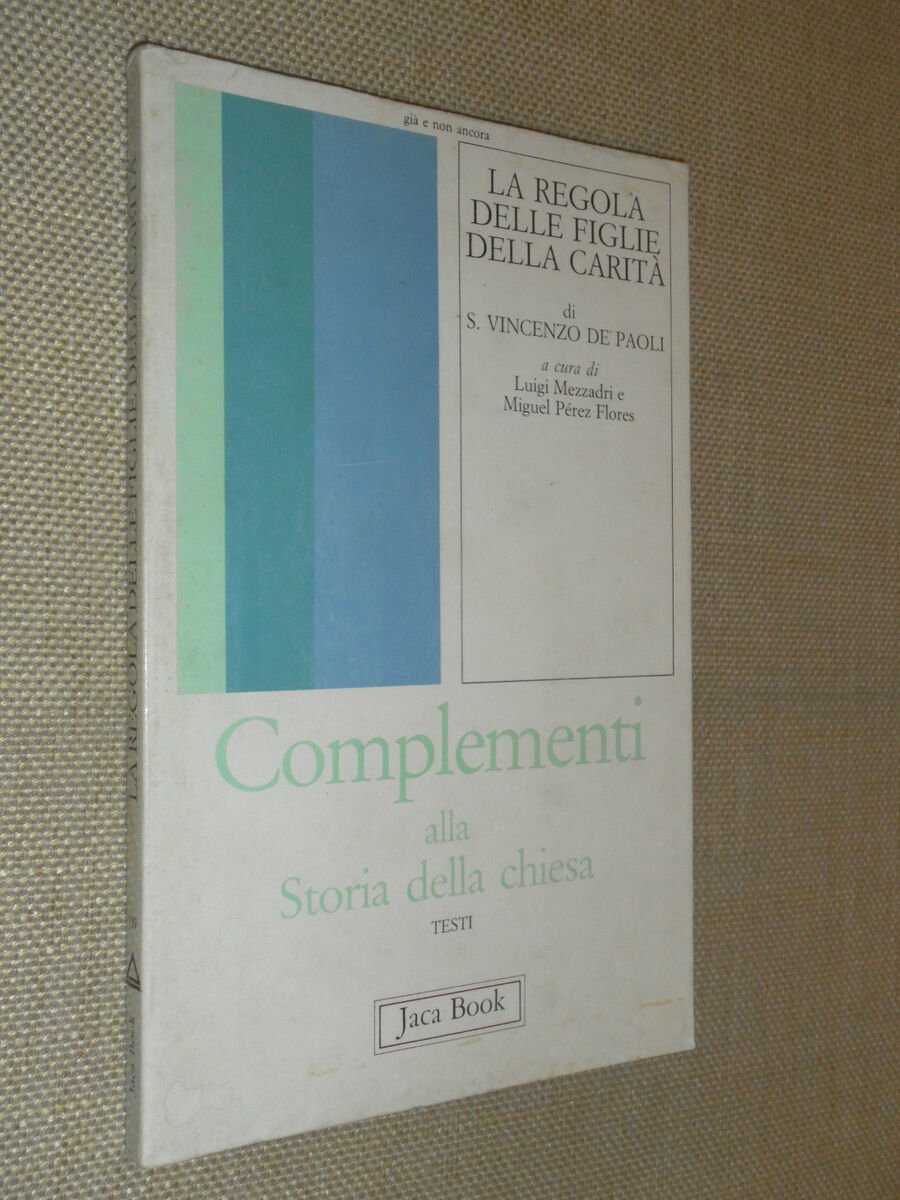 già e non ancora
LA REGOLA
DELLE FIGLIE
DELLA CARITÀ
di
S. VINCENZO DE' PAOLI
a cura di
Luigi Mezzadri e
Miguel Pérez Flores
Complementi
alla
Storia della chiesa
TESTI
Jaca Book
LA REGOLA DELLE FIGLIE DELLA CARITÀ
Jaca Book